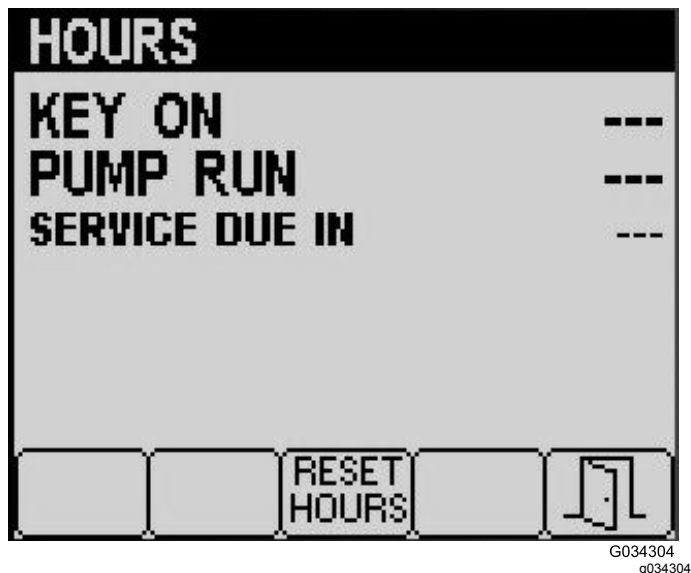 HOURS
KEY ON ---
PUMP RUN ---
SERVICE DUE IN ---
RESET
HOURS
G034304
g034304